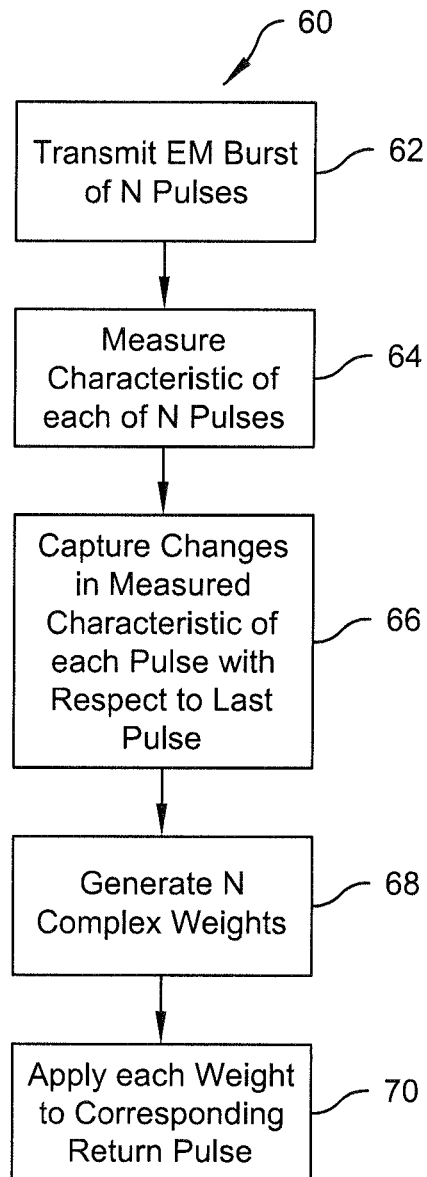 60
Transmit EM Burst
of N Pulses
62
Measure
Characteristic of
each of N Pulses
64
Capture Changes
in Measured
Characteristic of
each Pulse with
Respect to Last
Pulse
66
Generate N
Complex Weights
68
Apply each Weight
to Corresponding
Return Pulse
70